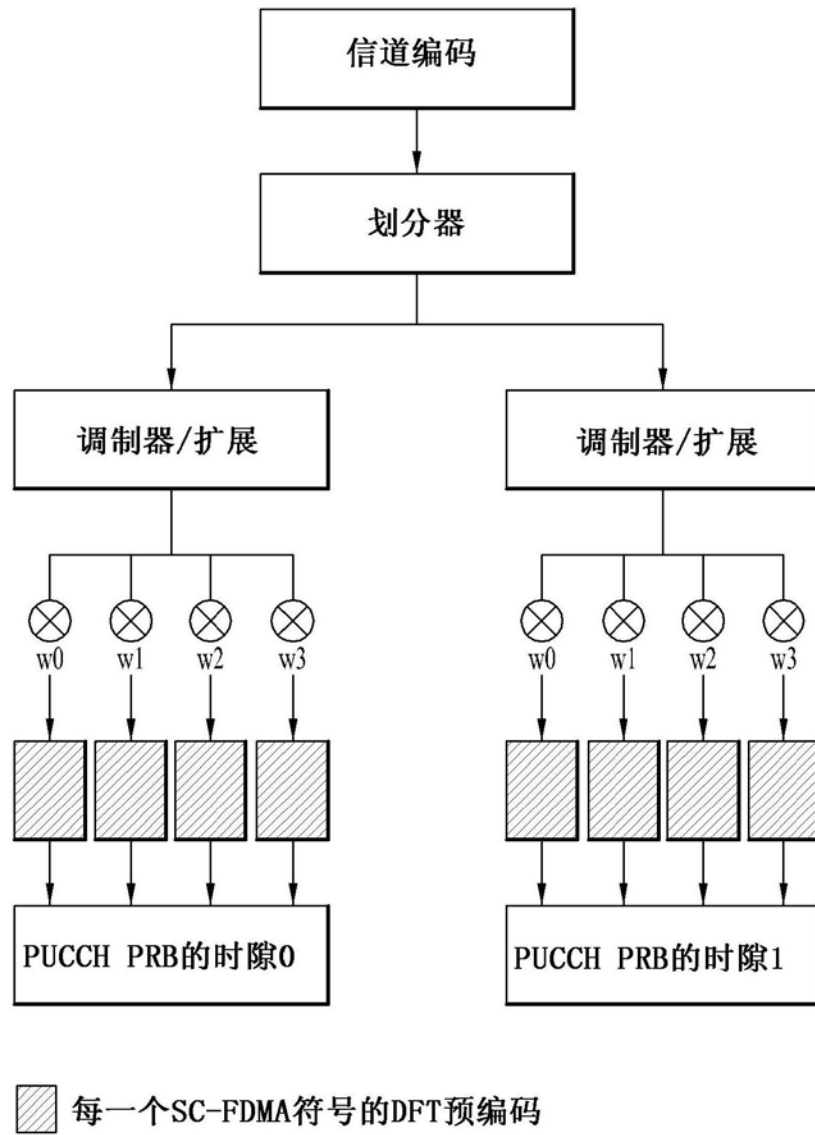 信道编码
划分器
调制器/扩展 调制器/扩展
w0 w1 w2 w3 w0 w1 w2 w3
PUCCH PRB的时隙0 PUCCH PRB的时隙1
每一个SC-FDMA符号的DFT预编码